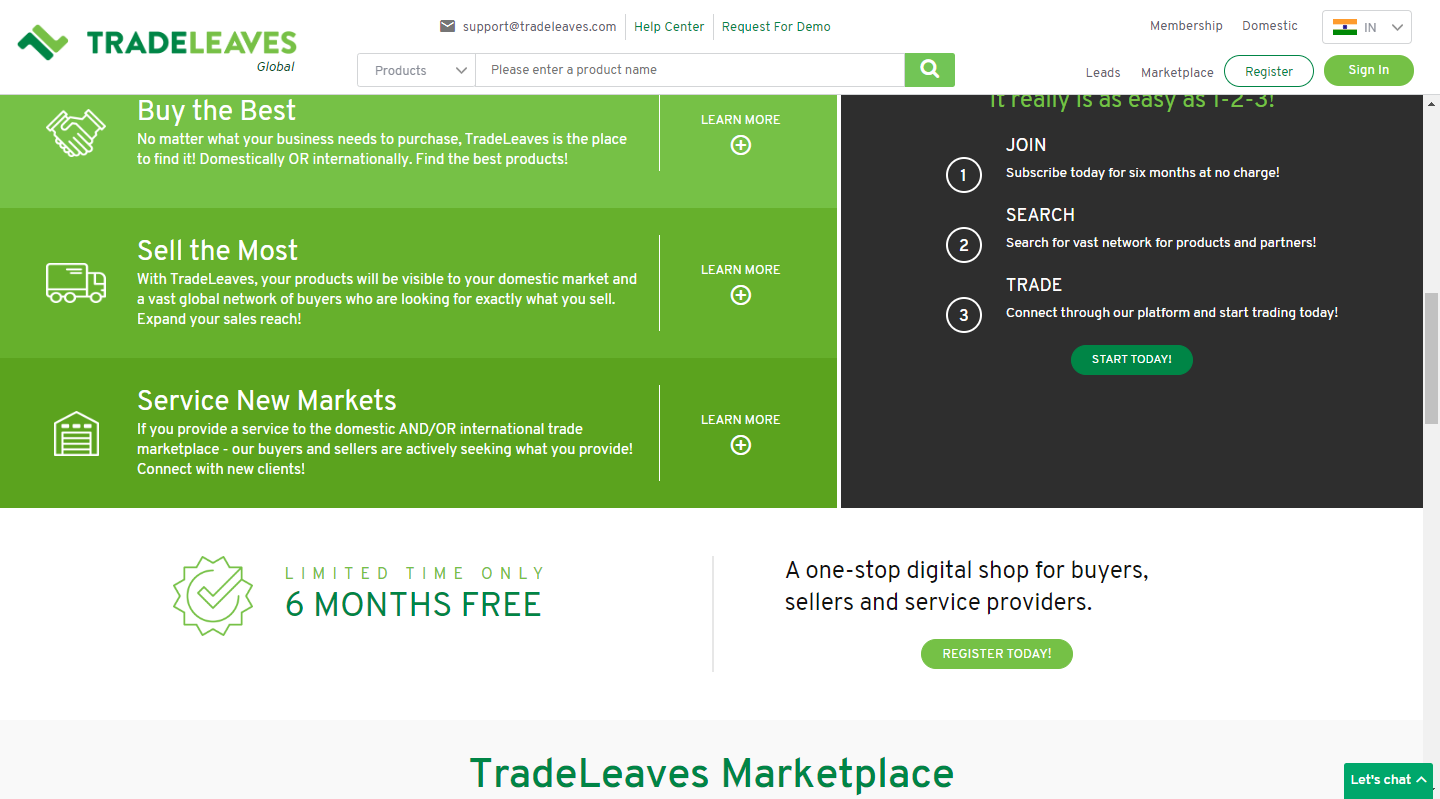 support@tradeleaves.com
Help Center
Request For Demo
Membership
Domestic
IN
TRADELEAVES
Global
Products
Please enter a product name
Leads
Marketplace
Register
Sign In
Buy the Best
No matter what your business needs to purchase, TradeLeaves is the place
to find it! Domestically OR internationally. Find the best products!
LEARN MORE
Sell the Most
With TradeLeaves, your products will be visible to your domestic market and
a vast global network of buyers who are looking for exactly what you sell.
Expand your sales reach!
LEARN MORE
Service New Markets
If you provide a service to the domestic AND/OR international trade
marketplace - our buyers and sellers are actively seeking what you provide!
Connect with new clients!
LEARN MORE
It really is as easy as 1-2-3!
JOIN
1
Subscribe today for six months at no charge!
SEARCH
2
Search for vast network for products and partners!
TRADE
3
Connect through our platform and start trading today!
START TODAY!
LIMITED TIME ONLY
6 MONTHS FREE
A one-stop digital shop for buyers,
sellers and service providers.
REGISTER TODAY!
TradeLeaves Marketplace
Let's chat